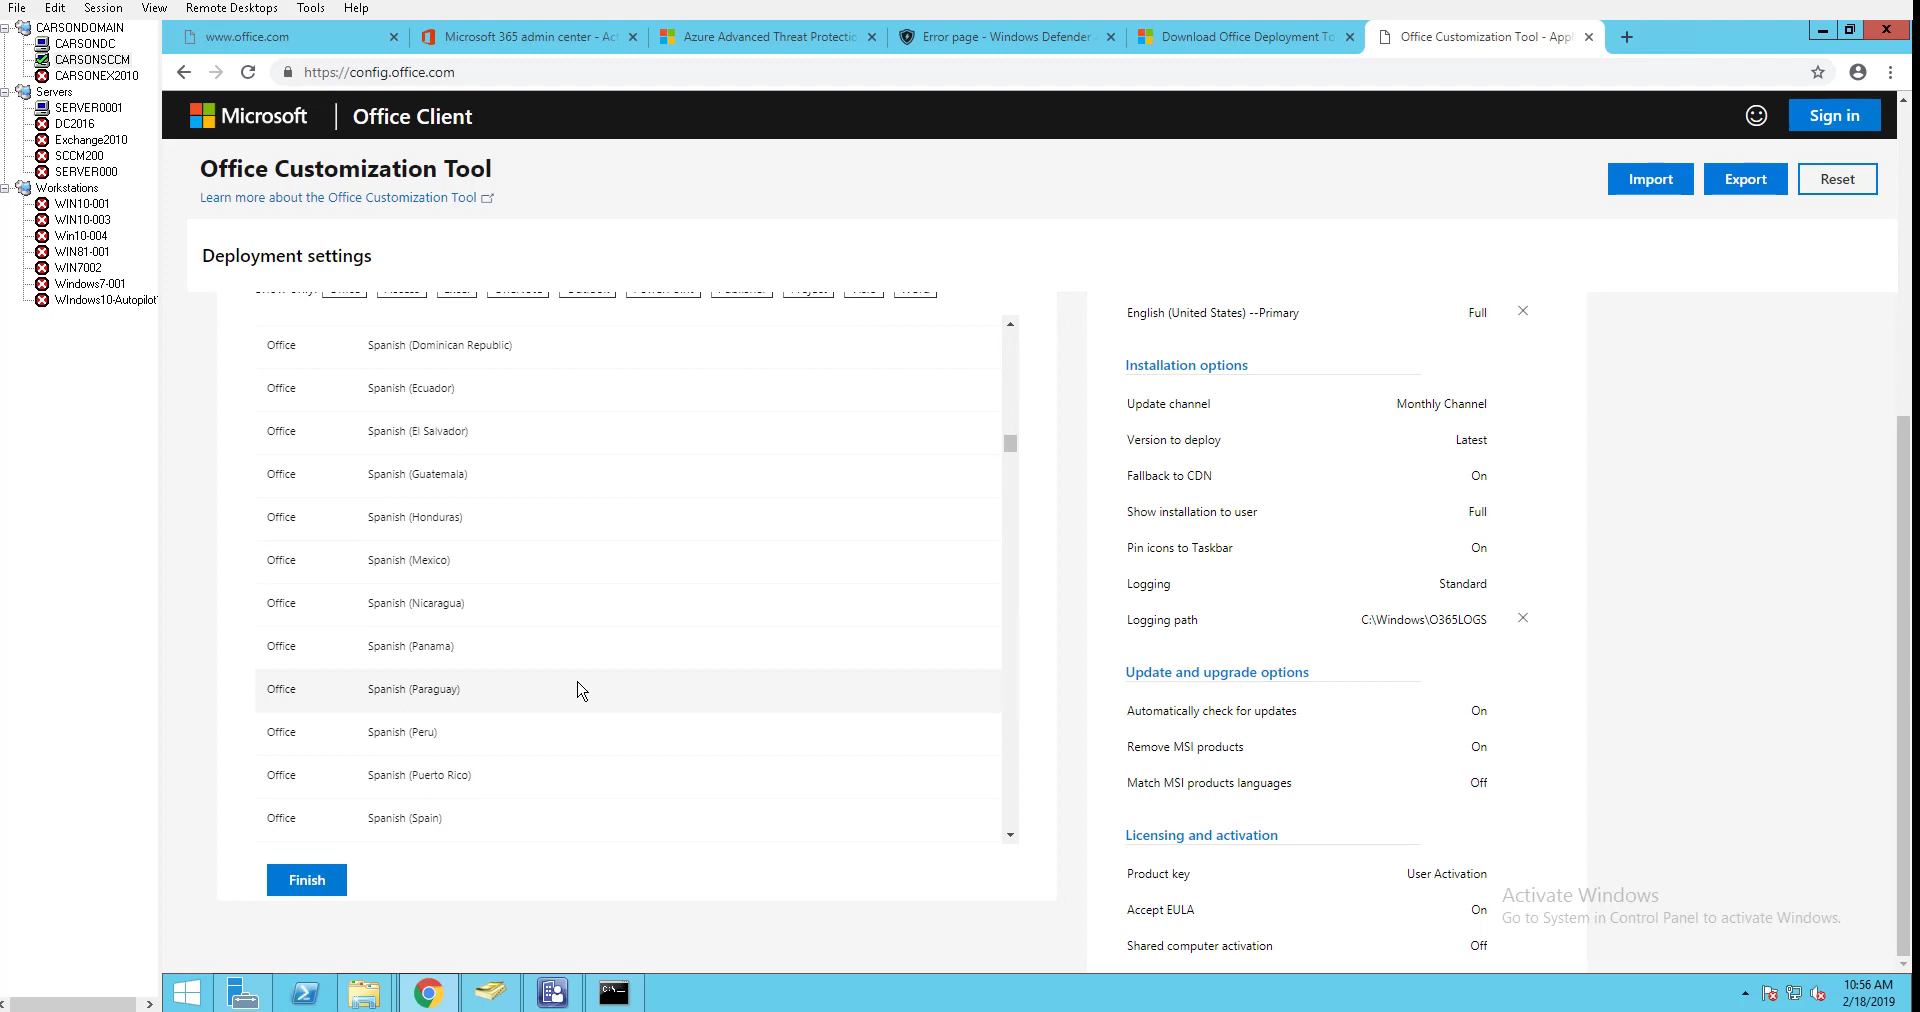 File Edit Session View Remote Desktops Tools Help
CARSONDOMAIN
CARSONDC
CARSONSCCM
CARSONEX2010
Servers
SERVER0001
DC2016
Exchange2010
SCCM200
SERVER000
Workstations
WIN10-001
WIN10-003
Win10-004
WIN81-001
WIN7002
Windows7-001
WIndows10-Autopilot
www.office.com
Microsoft 365 admin center - Ac
Azure Advanced Threat Protectio
Error page - Windows Defender
Download Office Deployment To
Office Customization Tool - App
https://config.office.com
Microsoft | Office Client
Sign in
Office Customization Tool
Learn more about the Office Customization Tool
Import
Export
Reset
Deployment settings
Office Spanish (Dominican Republic)
Office Spanish (Ecuador)
Office Spanish (El Salvador)
Office Spanish (Guatemala)
Office Spanish (Honduras)
Office Spanish (Mexico)
Office Spanish (Nicaragua)
Office Spanish (Panama)
Office Spanish (Paraguay)
Office Spanish (Peru)
Office Spanish (Puerto Rico)
Office Spanish (Spain)
Finish
English (United States) --Primary Full
Installation options
Update channel Monthly Channel
Version to deploy Latest
Fallback to CDN On
Show installation to user Full
Pin icons to Taskbar On
Logging Standard
Logging path C:\Windows\O365LOGS
Update and upgrade options
Automatically check for updates On
Remove MSI products On
Match MSI products languages Off
Licensing and activation
Product key User Activation
Accept EULA On
Shared computer activation Off
Activate Windows
Go to System in Control Panel to activate Windows.
10:56 AM
2/18/2019